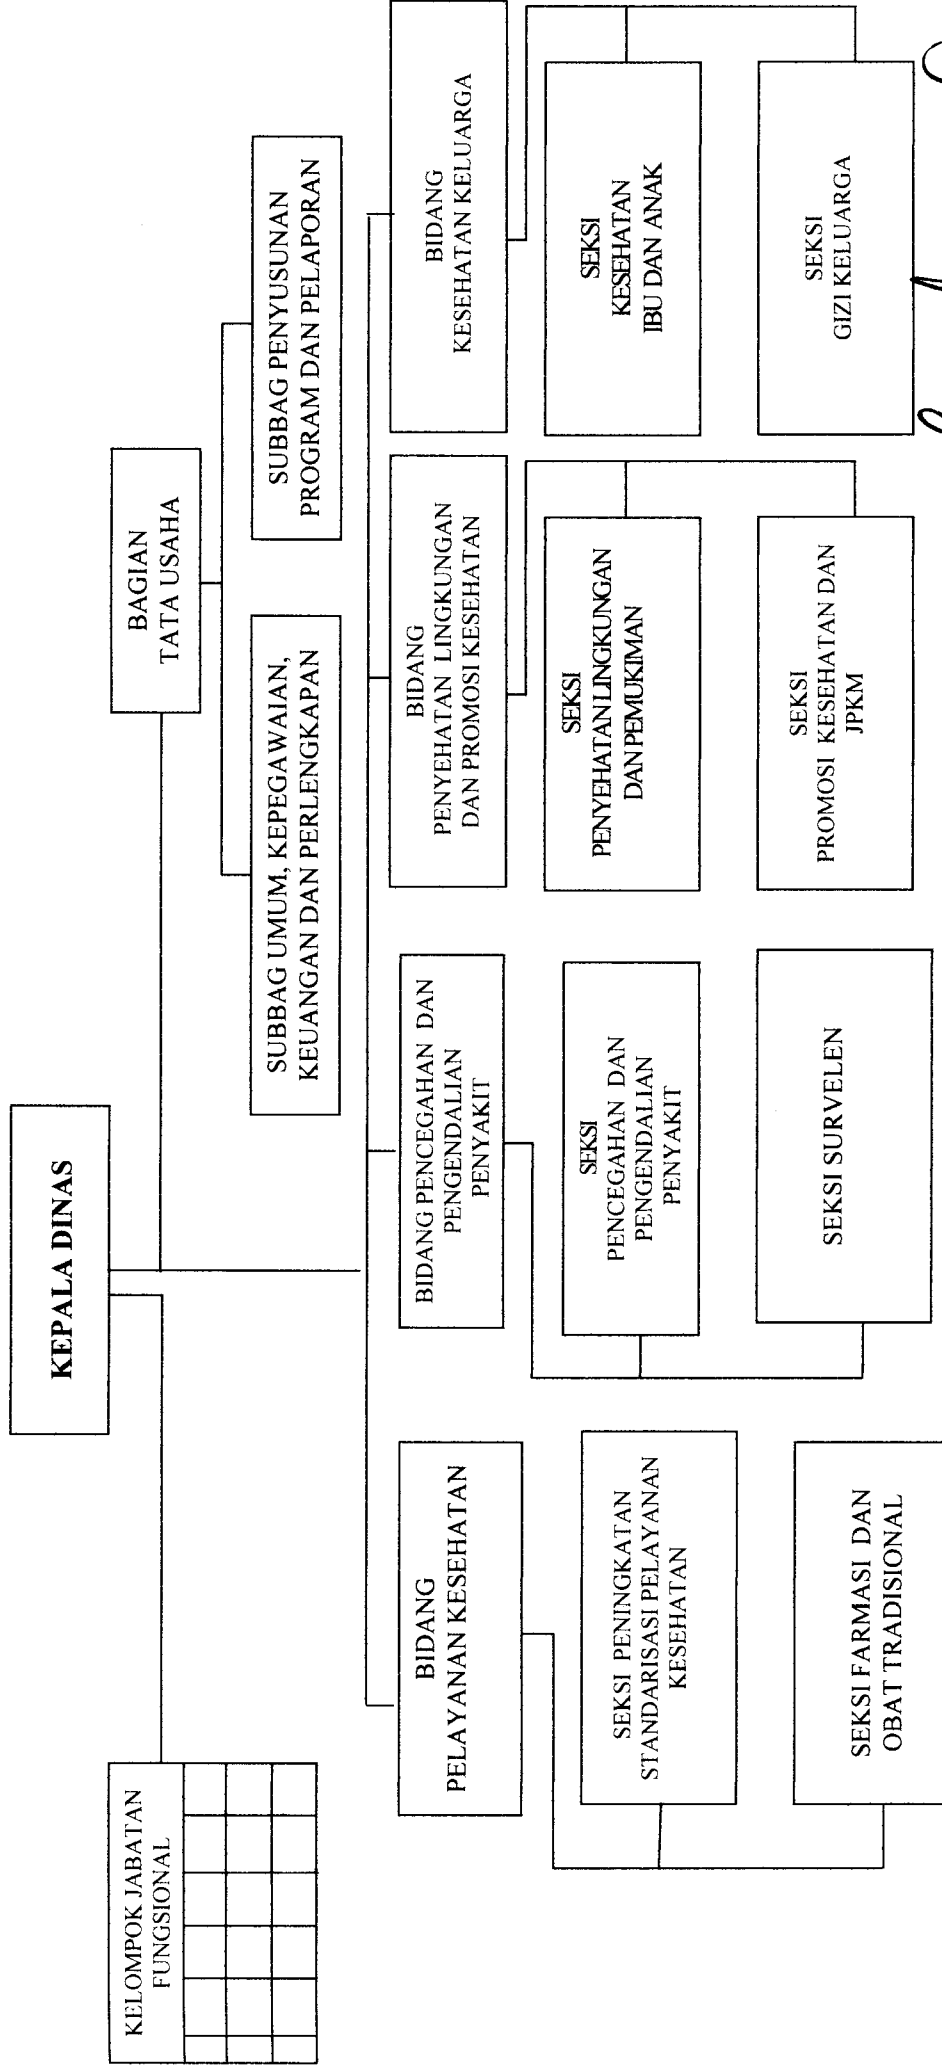 KEPALA DINAS
KELOMPOK JABATAN
FUNGSIONAL
BAGIAN
TATA USAHA
SUBBAG UMUM, KEPEGAWAIAN,
KEUANGAN DAN PERLENGKAPAN
SUBBAG PENYUSUNAN
PROGRAM DAN PELAPORAN
BIDANG
PELAYANAN KESEHATAN
BIDANG PENCEGAHAN DAN
PENGENDALIAN
PENYAKIT
BIDANG
PENYEHATAN LINGKUNGAN
DAN PROMOSI KESEHATAN
BIDANG
KESEHATAN KELUARGA
SEKSI PENINGKATAN
STANDARISASI PELAYANAN
KESEHATAN
SEKSI
PENCEGAHAN DAN
PENGENDALIAN
PENYAKIT
SEKSI
PENYEHATAN LINGKUNGAN
DAN PEMUKIMAN
SEKSI
KESEHATAN
IBU DAN ANAK
SEKSI FARMASI DAN
OBAT TRADISIONAL
SEKSI SURVELEN
SEKSI
PROMOSI KESEHATAN DAN
JPKM
SEKSI
GIZI KELUARGA